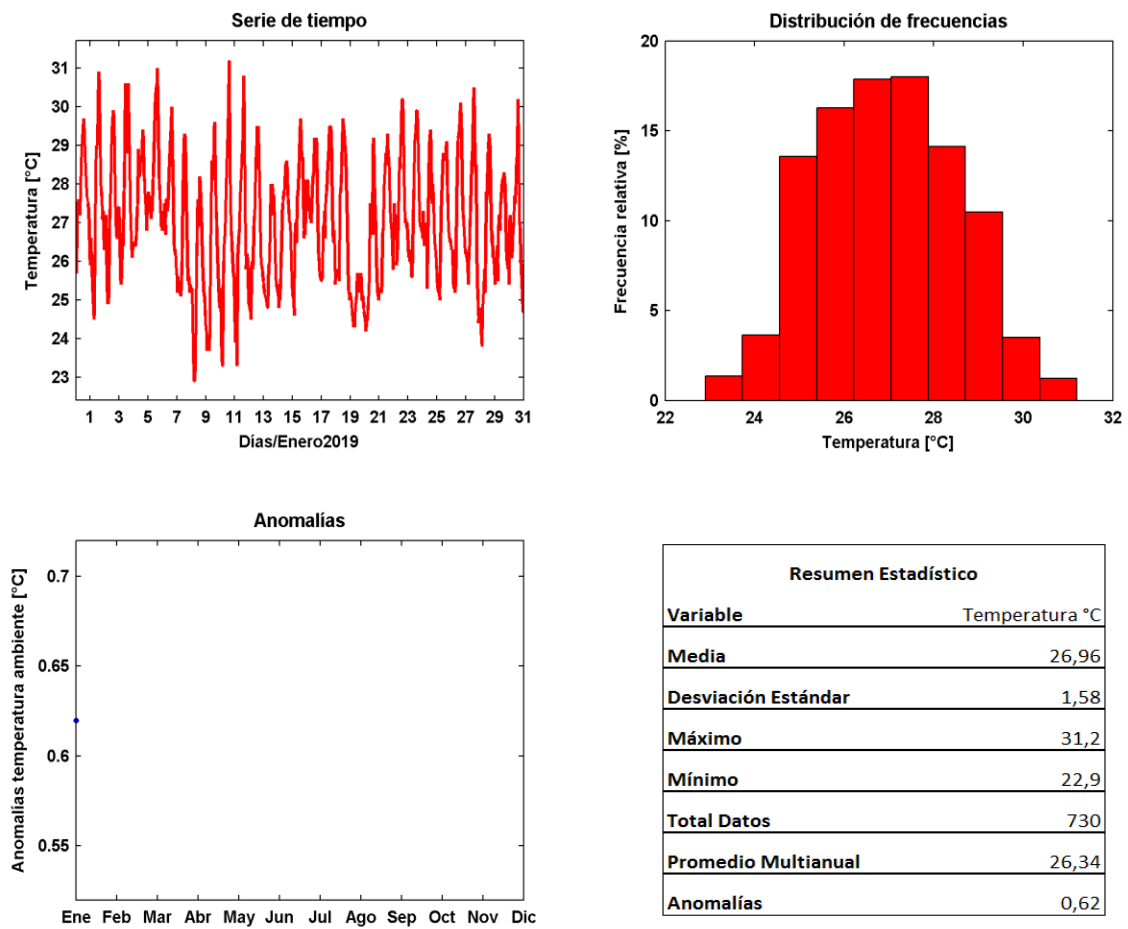 Serie de tiempo
Temperatura [°C]
31
30
29
28
27
26
25
24
23
1 3 5 7 9 11 13 15 17 19 21 23 25 27 29 31
Días/Enero2019
Distribución de frecuencias
Frecuencia relativa [%]
20
15
10
5
0
22 24 26 28 30 32
Temperatura [°C]
Anomalías
Anomalias temperatura ambiente [°C]
0.7
0.65
0.6
0.55
Ene Feb Mar Abr May Jun Jul Ago Sep Oct Nov Dic
Resumen Estadístico
Variable Temperatura °C
Media 26,96
Desviación Estándar 1,58
Máximo 31,2
Mínimo 22,9
Total Datos 730
Promedio Multianual 26,34
Anomalías 0,62